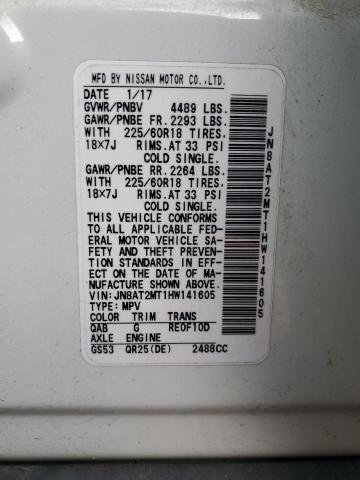 MFD BY NISSAN MOTOR CO.,LTD.
DATE 1/17
GVWR/PNBV 4489 LBS.
GAWR/PNBE FR. 2293 LBS.
WITH 225/60R18 TIRES,
18×7J RIMS.AT 33 PSI
COLD SINGLE.
GAWR/PNBE RR. 2264 LBS.
WITH 225/60R18 TIRES,
18×7J RIMS.AT 33 PSI
COLD SINGLE.
THIS VEHICLE CONFORMS
TO ALL APPLICABLE FED-
ERAL MOTOR VEHICLE SA-
FETY AND THEFT PREVENTI-
ON STANDARDS IN
EFFECT ON THE DATE OF MA-
NUFACTURE SHOWN ABOVE.
VIN: JN8AT2MT1HW141605
TYPE: MPV
COLOR TRIM TRANS
QAB G RE0F10D
AXLE ENGINE
GS53 QR25(DE) 2488CC
JN8AT2MT1HW141605